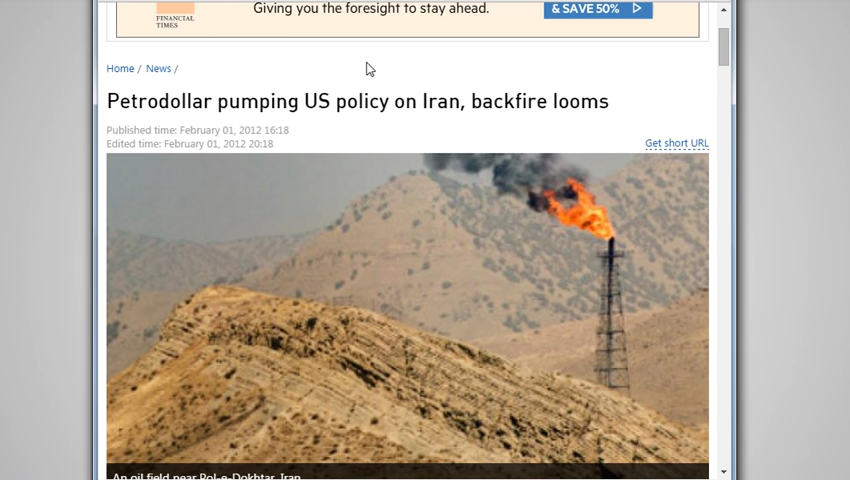 Giving you the foresight to stay ahead.
& SAVE 50%
FINANCIAL
TIMES
Home / News /
Petrodollar pumping US policy on Iran, backfire looms
Published time: February 01, 2012 16:18
Edited time: February 01, 2012 20:18
Get short URL
An oil field near Pol-e-Dokhtar, Iran